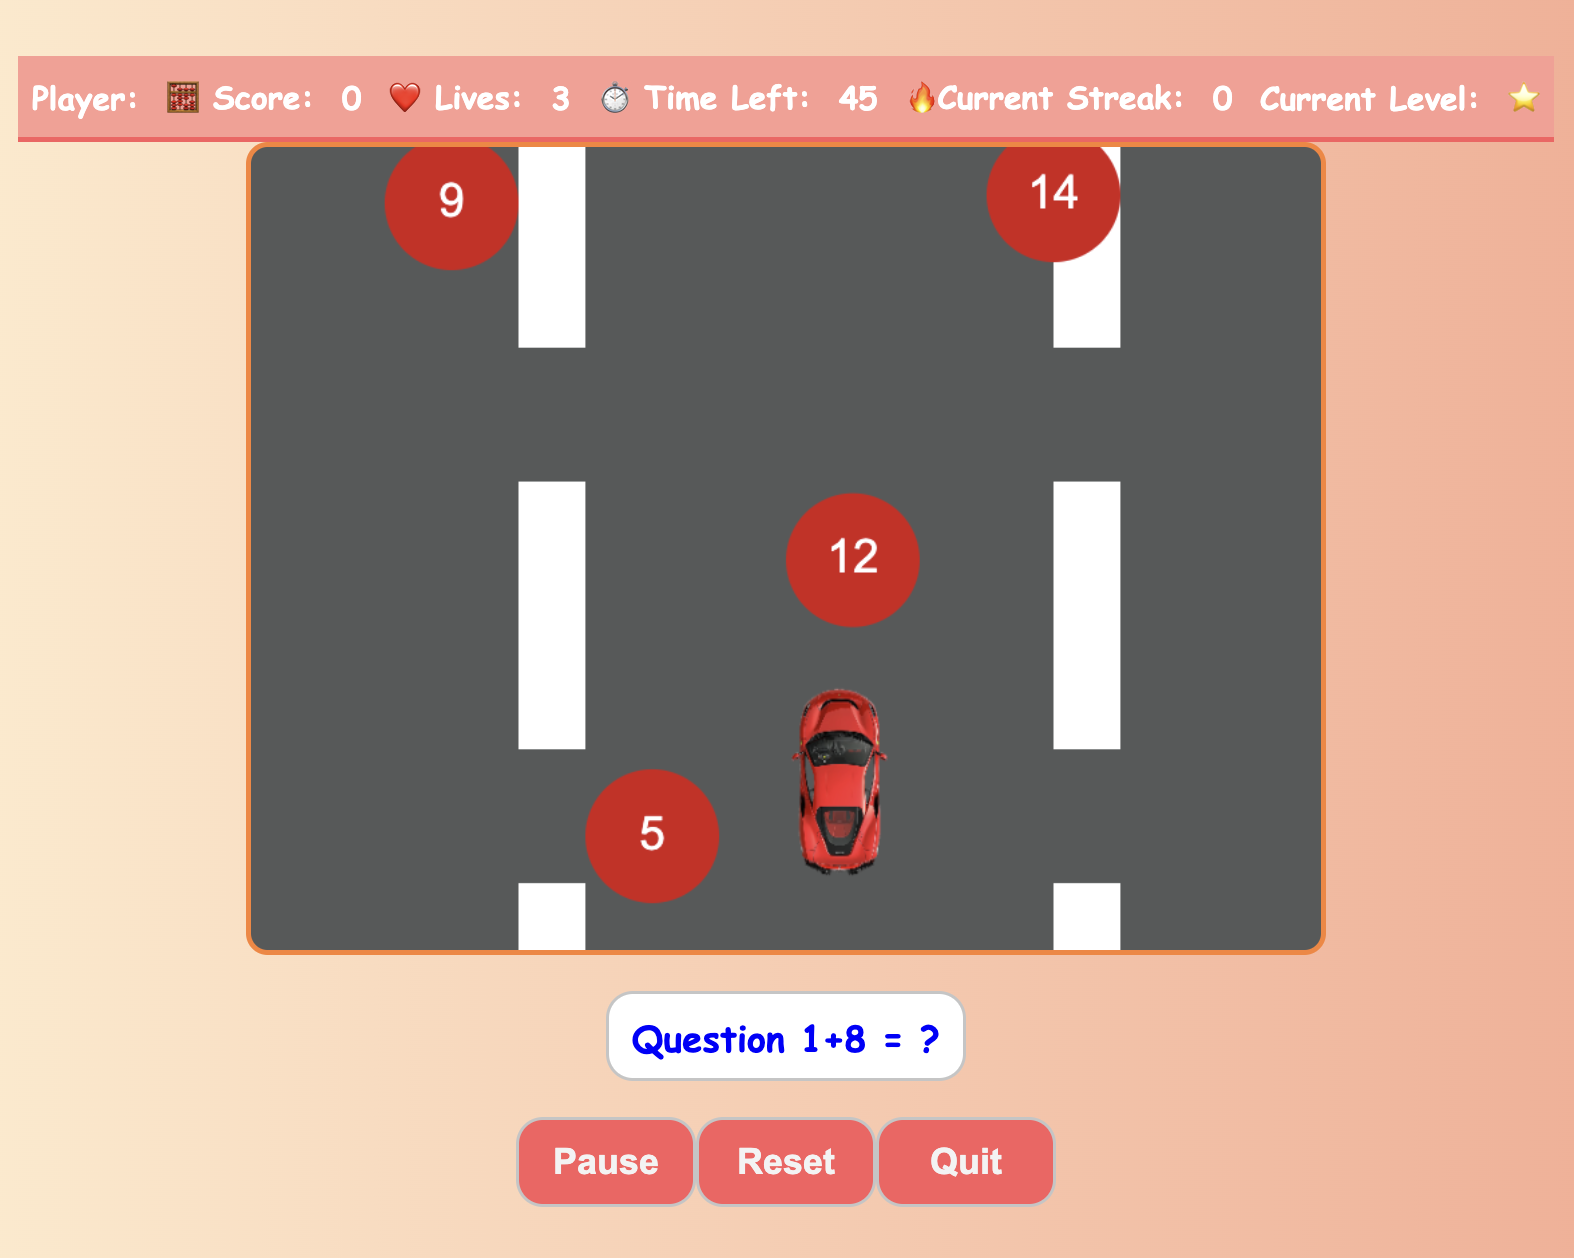 Player: Score: 0 Lives: 3 Time Left: 45 Current Streak: 0 Current Level:
9
14
12
5
Question 1+8 = ?
Pause Reset Quit